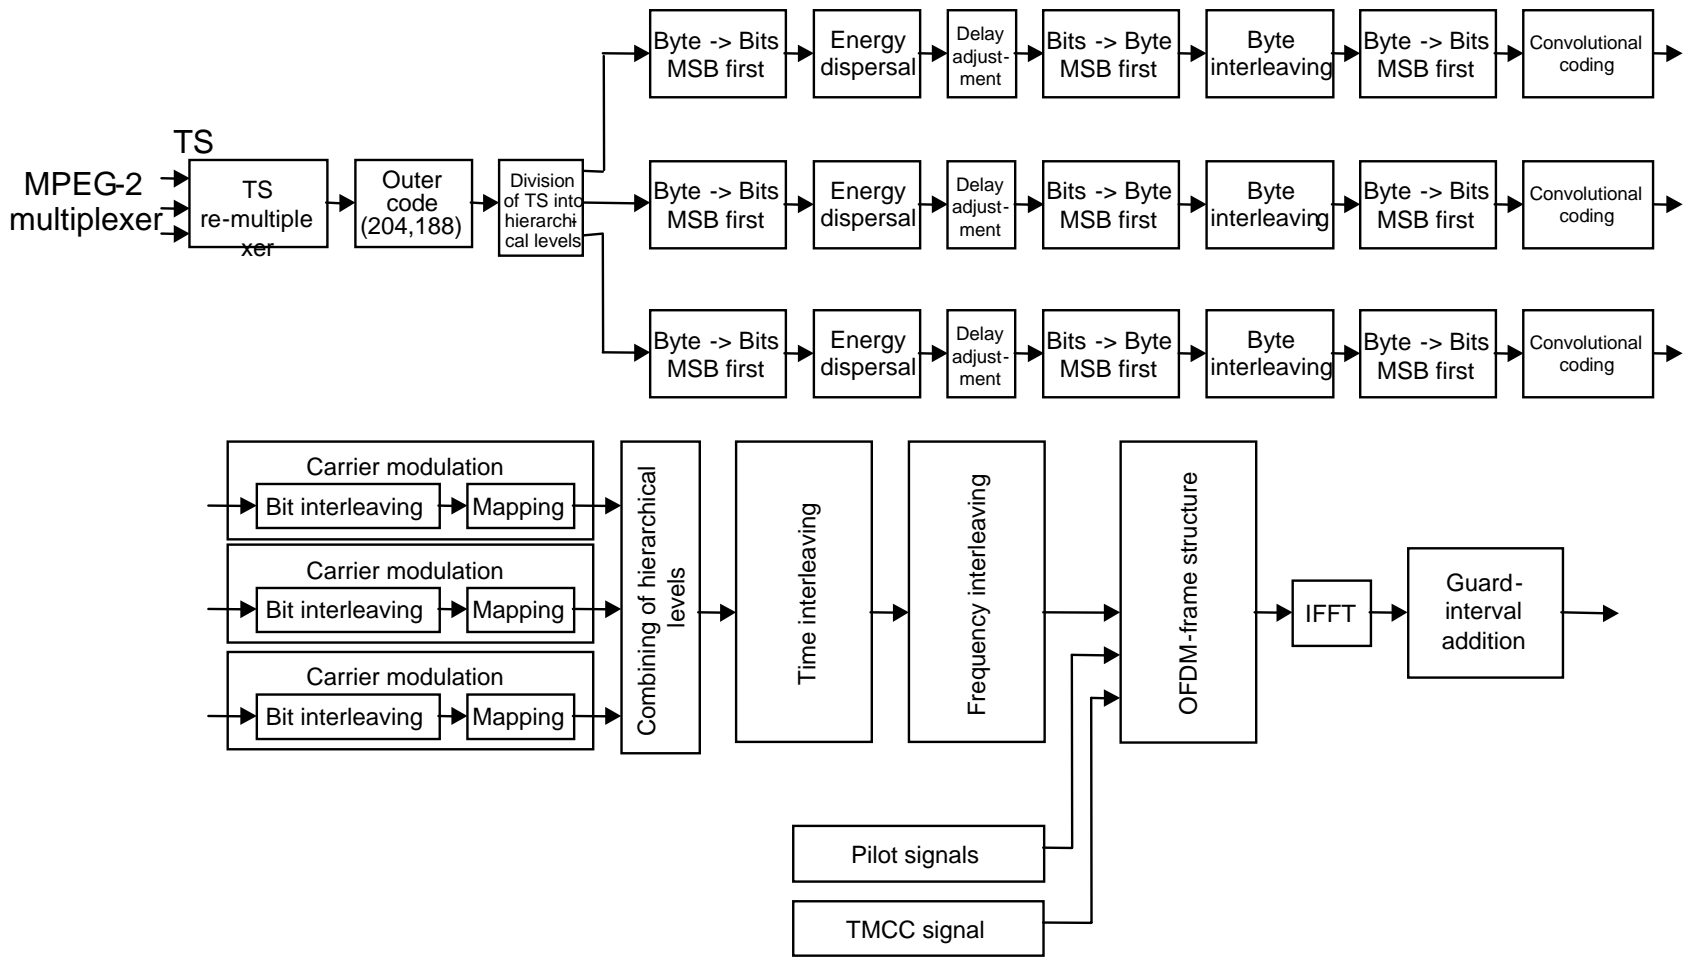 TS
MPEG-2
multiplexer
TS
re-multiple
xer
Outer
code
(204,188)
Division
of TS into
hierarchi-
cal levels
Byte -> Bits
MSB first
Energy
dispersal
Delay
adjust-
ment
Bits -> Byte
MSB first
Byte
interleaving
Byte -> Bits
MSB first
Convolutional
coding
Byte -> Bits
MSB first
Energy
dispersal
Delay
adjust-
ment
Bits -> Byte
MSB first
Byte
interleaving
Byte -> Bits
MSB first
Convolutional
coding
Byte -> Bits
MSB first
Energy
dispersal
Delay
adjust-
ment
Bits -> Byte
MSB first
Byte
interleaving
Byte -> Bits
MSB first
Convolutional
coding
Carrier modulation
Bit interleaving
Mapping
Carrier modulation
Bit interleaving
Mapping
Carrier modulation
Bit interleaving
Mapping
Combining of hierarchical
levels
Time interleaving
Frequency interleaving
OFDM-frame structure
IFFT
Guard-
interval
addition
Pilot signals
TMCC signal